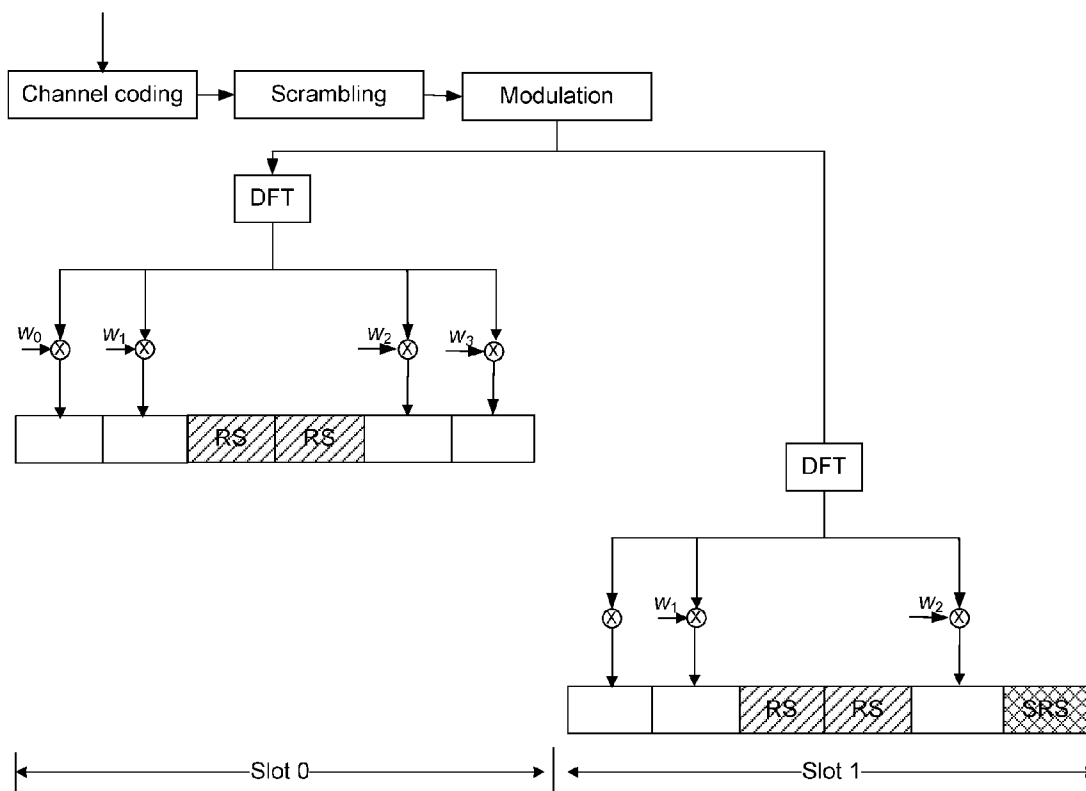 Channel coding
Scrambling
Modulation
DFT
w0
w1
w2
w3
X
X
X
X
RS
RS
DFT
w1
w2
X
X
X
RS
RS
SRS
Slot 0
Slot 1